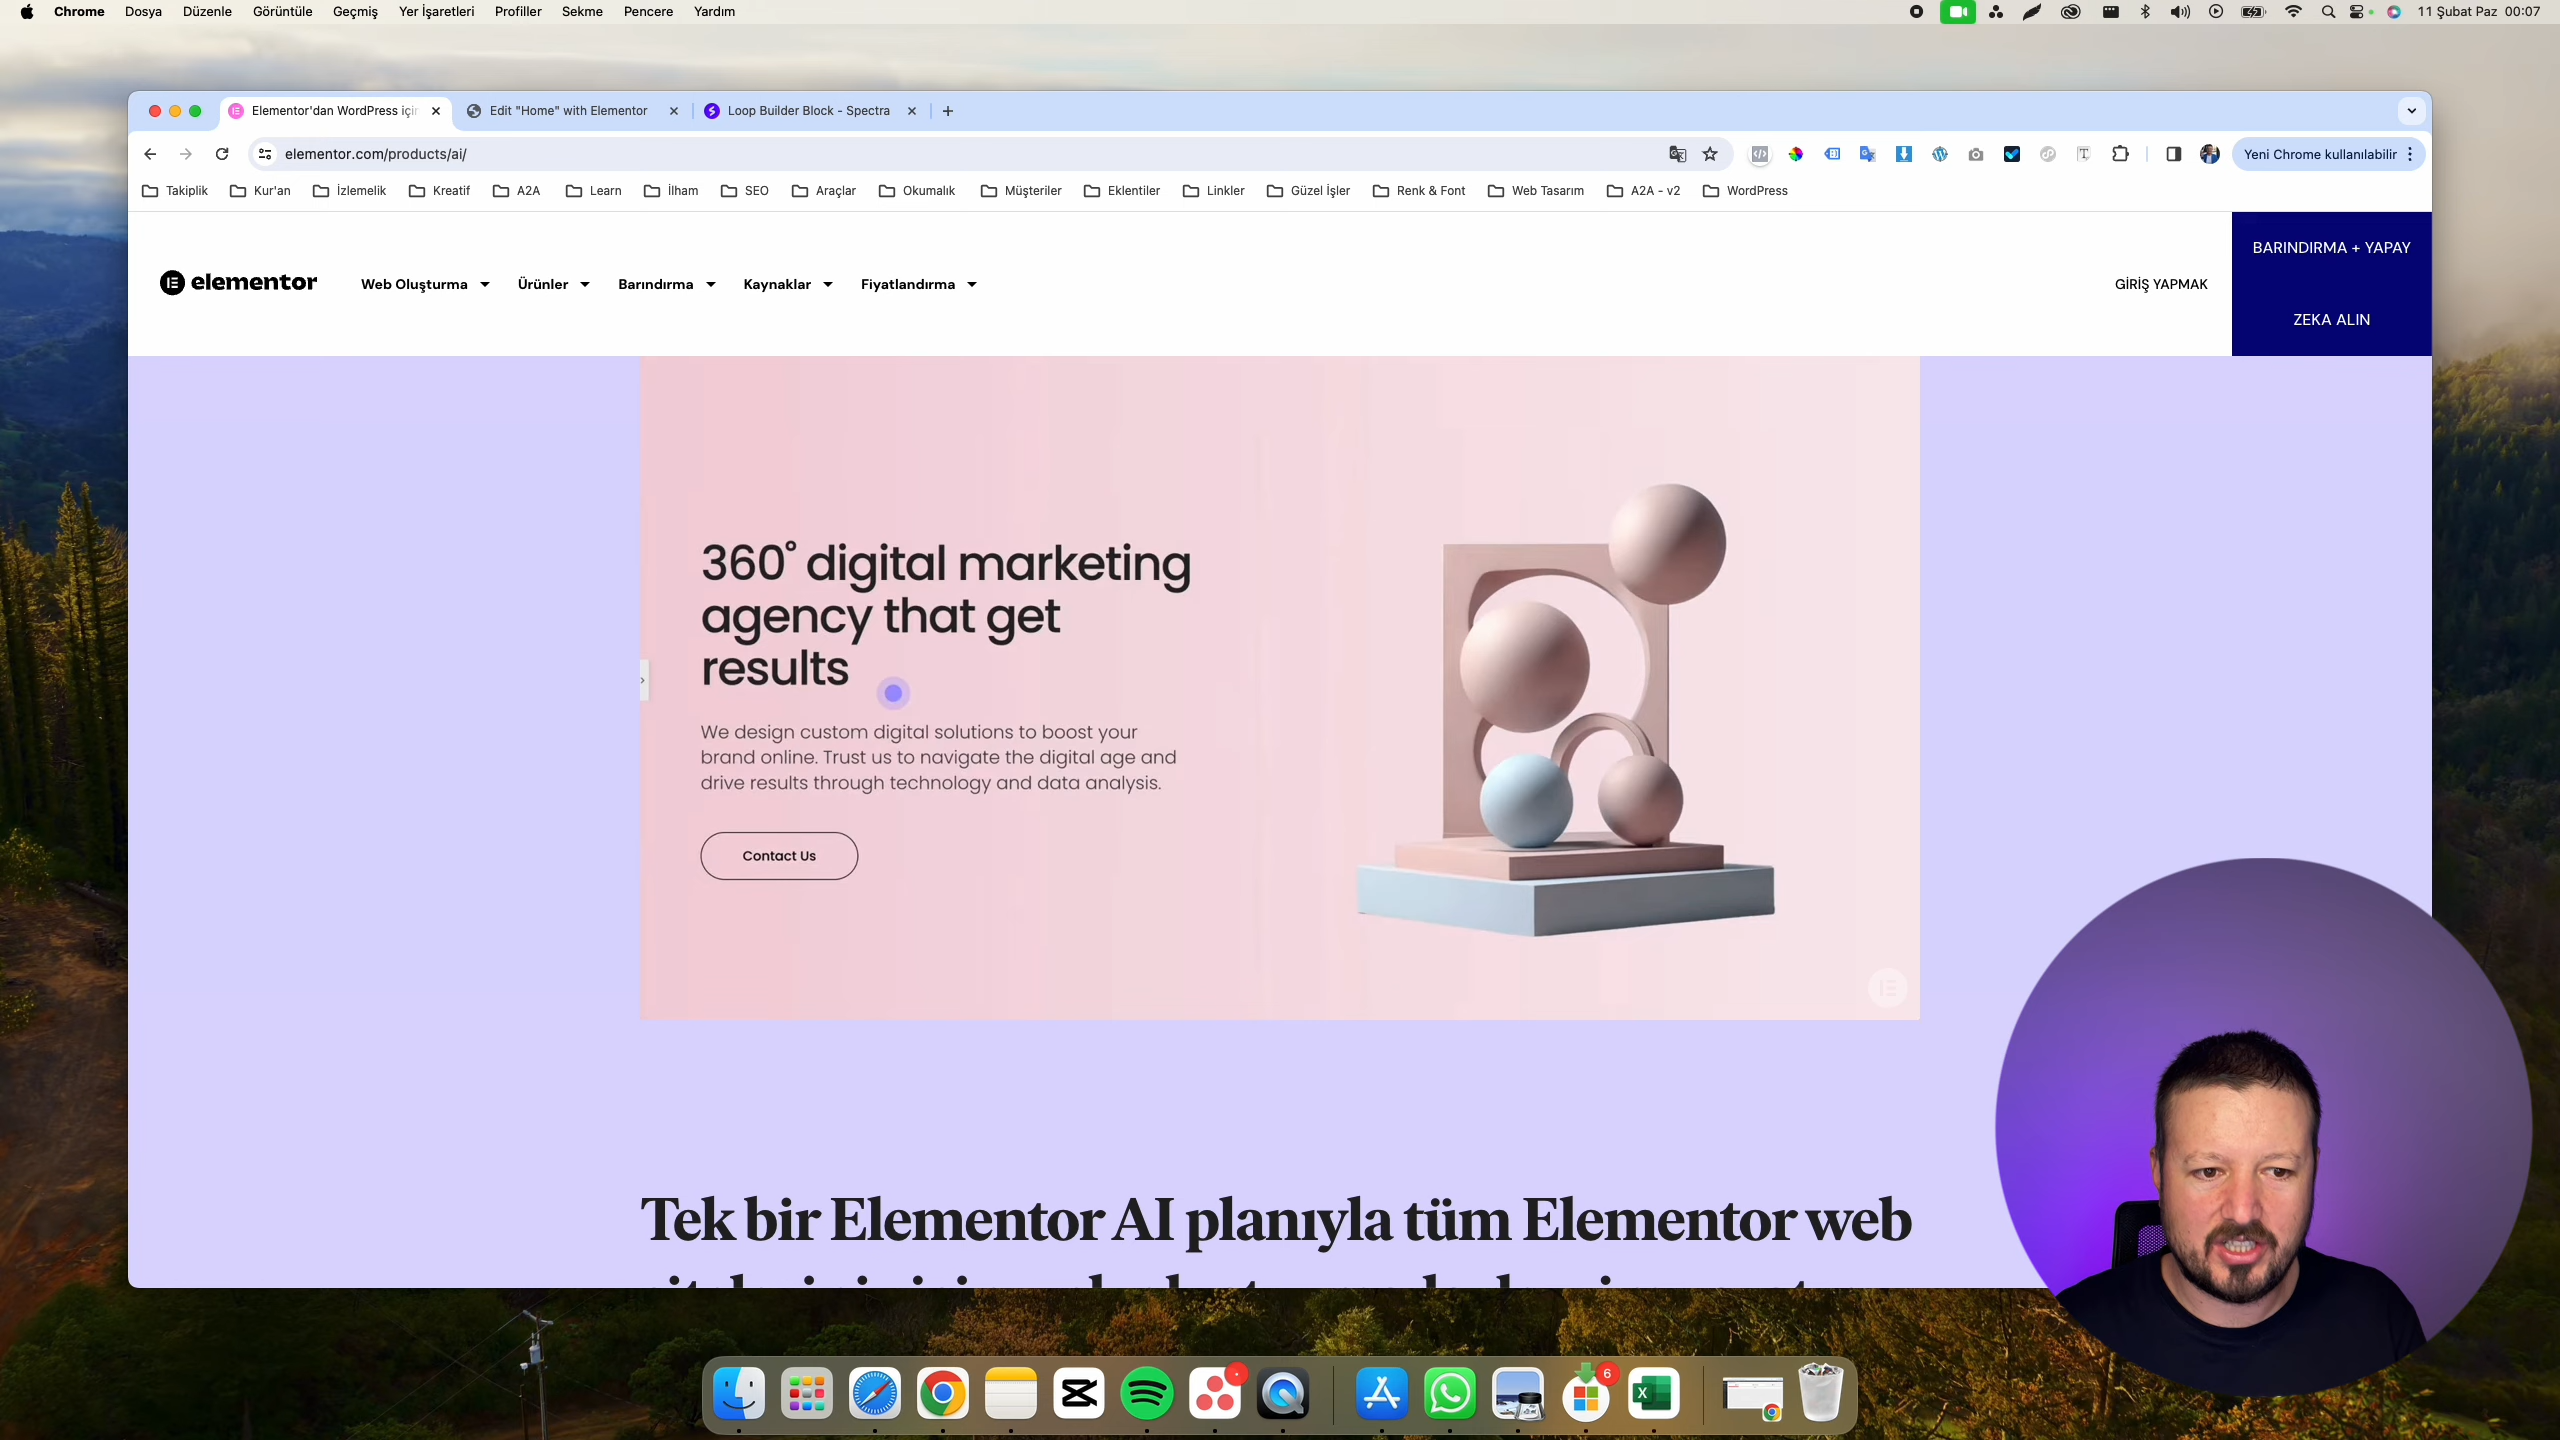 Chrome Dosya Düzenle Görüntüle Geçmiş Yer İşaretleri Profiller Sekme Pencere Yardım 11 Şubat Paz 00:07
Elementor'dan WordPress için Edit "Home" with Elementor Loop Builder Block - Spectra
elementor.com/products/ai/ Yeni Chrome kullanılabilir
Takiplik Kur'an İzlemelik Kreatif A2A Learn İlham SEO Araçlar Okumalık Müşteriler Eklentiler Linkler Güzel İşler Renk & Font Web Tasarım A2A - v2 WordPress
BARINDIRMA + YAPAY
elementor Web Oluşturma Ürünler Barındırma Kaynaklar Fiyatlandırma GİRİŞ YAPMAK
ZEKA ALIN
360° digital marketing
agency that get
results
We design custom digital solutions to boost your
brand online. Trust us to navigate the digital age and
drive results through technology and data analysis.
Contact Us
Tek bir Elementor AI planıyla tüm Elementor web
6